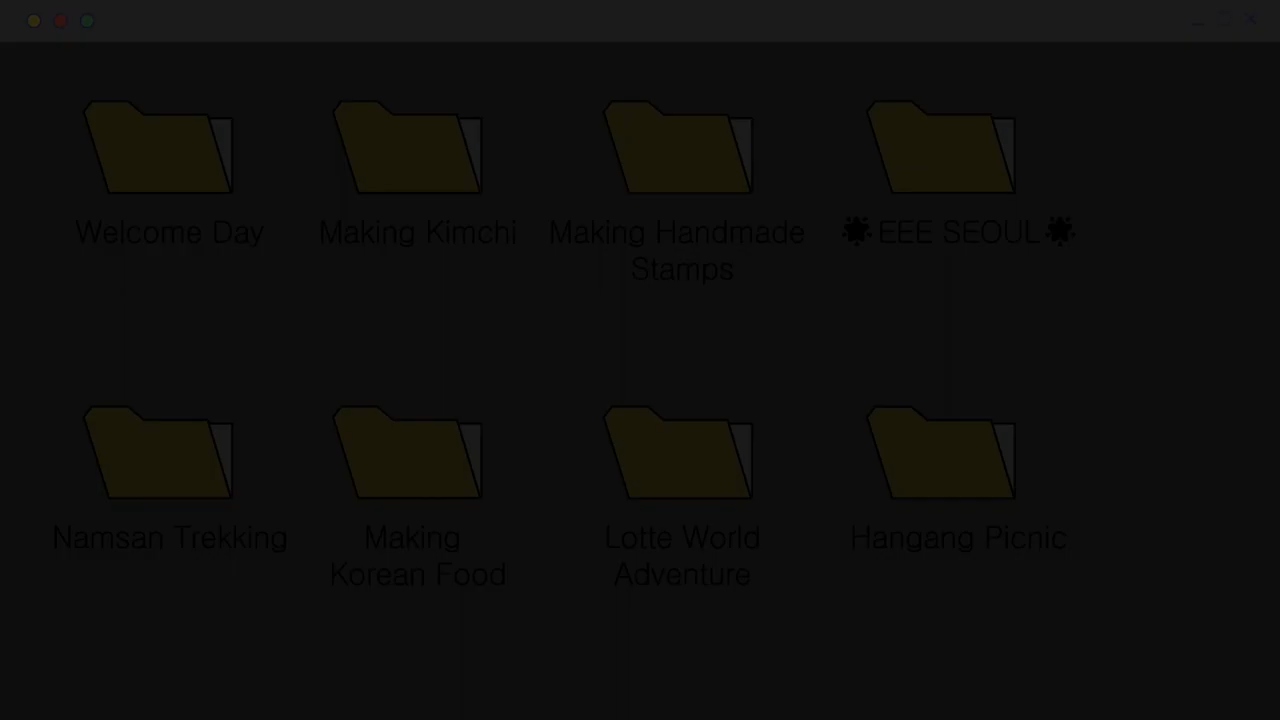 Welcome Day
Making Kimchi
Making Handmade
Stamps
EEE SEOUL
Namsan Trekking
Making
Korean Food
Lotte World
Adventure
Hangang Picnic